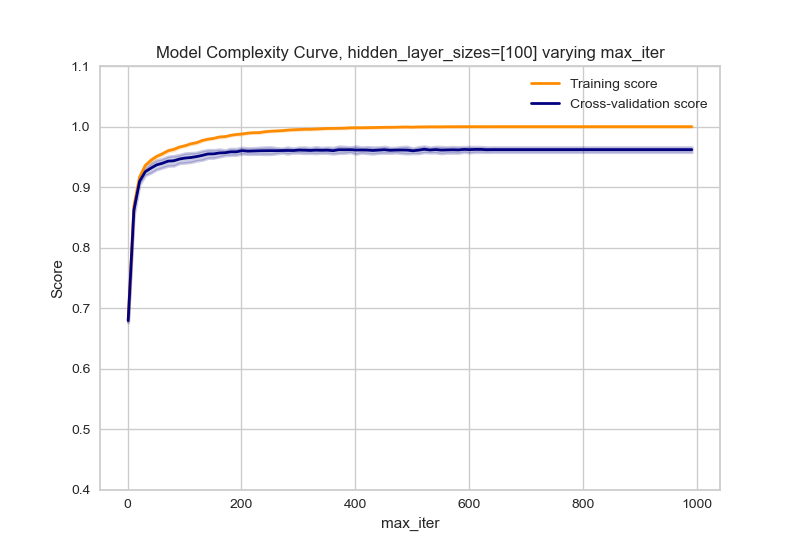 Model Complexity Curve, hidden_layer_sizes=[100] varying max_iter
1.1
Training score
Cross-validation score
1.0
0.9
0.8
0.7
Score
0.6
0.5
0.4
0 200 400 600 800 1000
max_iter